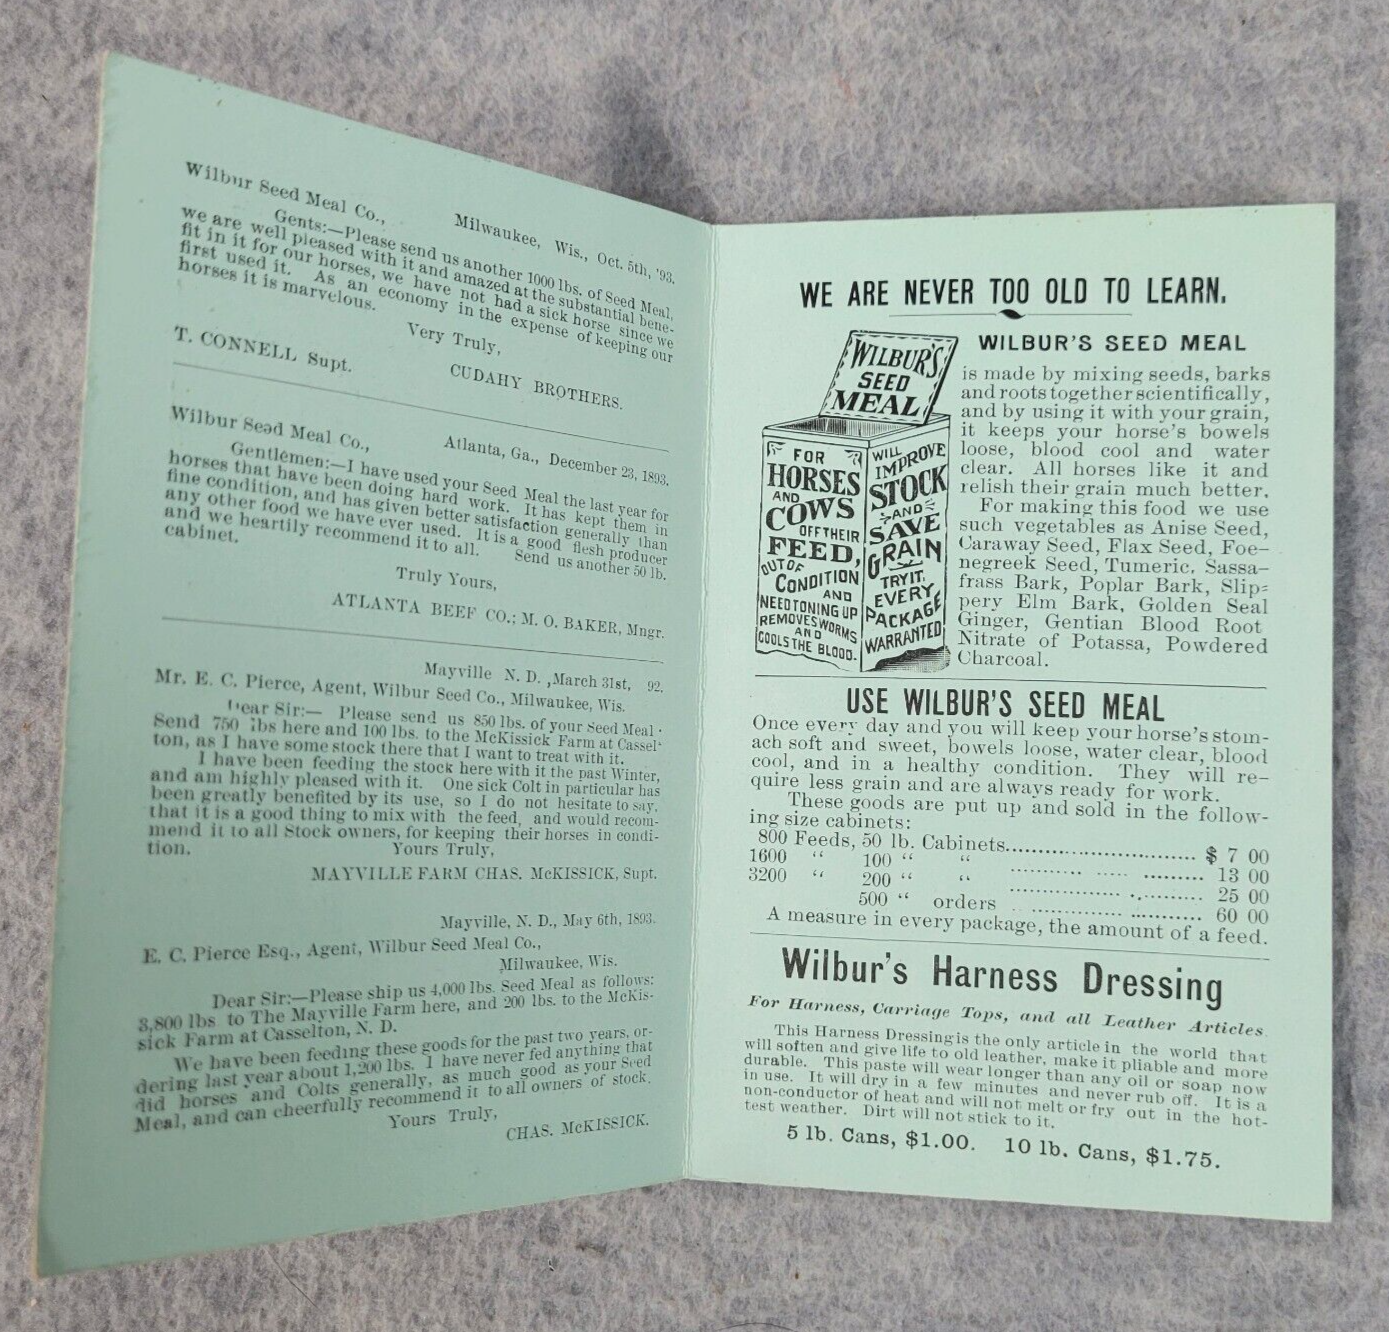 Wilbur Seed Meal Co.,
Milwaukee, Wis., Oct. 5th, '93.
Gents:—Please send us another 1000 lbs. of Seed Meal,
we are well pleased with it and amazed at the substantial bene-
fit in it for our horses, we have not had a sick horse since we
first used it. As an economy in the expense of keeping our
horses it is marvelous.
Very Truly,
T. CONNELL Supt.
CUDAHY BROTHERS.
Wilbur Seed Meal Co.,
Atlanta, Ga., December 23, 1893.
Gentlemen:—I have used your Seed Meal the last year for
horses that have been doing hard work. It has kept them in
fine condition, and has given better satisfaction generally than
any other food we have ever used. It is a good flesh producer
and we heartily recommend it to all. Send us another 50 lb.
cabinet.
Truly Yours,
ATLANTA BEEF CO.; M. O. BAKER, Mngr.
Mayville N. D. ,March 31st, 92.
Mr. E. C. Pierce, Agent, Wilbur Seed Co., Milwaukee, Wis.
Dear Sir:— Please send us 850 lbs. of your Seed Meal.
Send 750 lbs here and 100 lbs. to the McKissick Farm at Cassel-
ton, as I have some stock there that I want to treat with it.
I have been feeding the stock here with it the past Winter,
and am highly pleased with it. One sick Colt in particular has
been greatly benefited by its use, so I do not hesitate to say,
that it is a good thing to mix with the feed, and would recom-
mend it to all Stock owners, for keeping their horses in condi-
tion. Yours Truly,
MAYVILLE FARM CHAS. McKISSICK, Supt.
Mayville, N. D., May 6th, 1893.
E. C. Pierce Esq., Agent, Wilbur Seed Meal Co.,
Milwaukee, Wis.
Dear Sir:—Please ship us 4,000 lbs. Seed Meal as follows:
3,800 lbs to The Mayville Farm here, and 200 lbs. to the McKis-
sick Farm at Casselton, N. D.
We have been feeding these goods for the past two years, or-
dering last year about 1,200 lbs. I have never fed anything that
did horses and Colts generally, as much good as your Seed
Meal, and can cheerfully recommend it to all owners of stock.
Yours Truly,
CHAS. McKISSICK.
WE ARE NEVER TOO OLD TO LEARN.
WILBUR'S
SEED
MEAL
FOR
HORSES
AND
COWS
OFF THEIR
FEED,
OUT OF
CONDITION
AND
NEED TONING UP
REMOVES WORMS
AND
COOLS THE BLOOD.
WILL
IMPROVE
STOCK
AND
SAVE
GRAIN
TRY IT.
EVERY
PACKAGE
WARRANTED
WILBUR'S SEED MEAL
is made by mixing seeds, barks
and roots together scientifically,
and by using it with your grain,
it keeps your horse's bowels
loose, blood cool and water
clear. All horses like it and
relish their grain much better.
For making this food we use
such vegetables as Anise Seed,
Caraway Seed, Flax Seed, Foe-
negreek Seed, Tumeric, Sassa-
frass Bark, Poplar Bark, Slip-
pery Elm Bark, Golden Seal
Ginger, Gentian Blood Root
Nitrate of Potassa, Powdered
Charcoal.
USE WILBUR'S SEED MEAL
Once every day and you will keep your horse's stom-
ach soft and sweet, bowels loose, water clear, blood
cool, and in a healthy condition. They will re-
quire less grain and are always ready for work.
These goods are put up and sold in the follow-
ing size cabinets:
800 Feeds, 50 lb. Cabinets.......................................... $ 7 00
1600 " 100 " " .......................................... 13 00
3200 " 200 " " .......................................... 25 00
500 " orders .......................................... 60 00
A measure in every package, the amount of a feed.
Wilbur's Harness Dressing
For Harness, Carriage Tops, and all Leather Articles
This Harness Dressing is the only article in the world that
will soften and give life to old leather, make it pliable and more
durable. This paste will wear longer than any oil or soap now
in use. It will dry in a few minutes and never rub off. It is a
non-conductor of heat and will not melt or fry out in the hot-
test weather. Dirt will not stick to it.
5 lb. Cans, $1.00. 10 lb. Cans, $1.75.